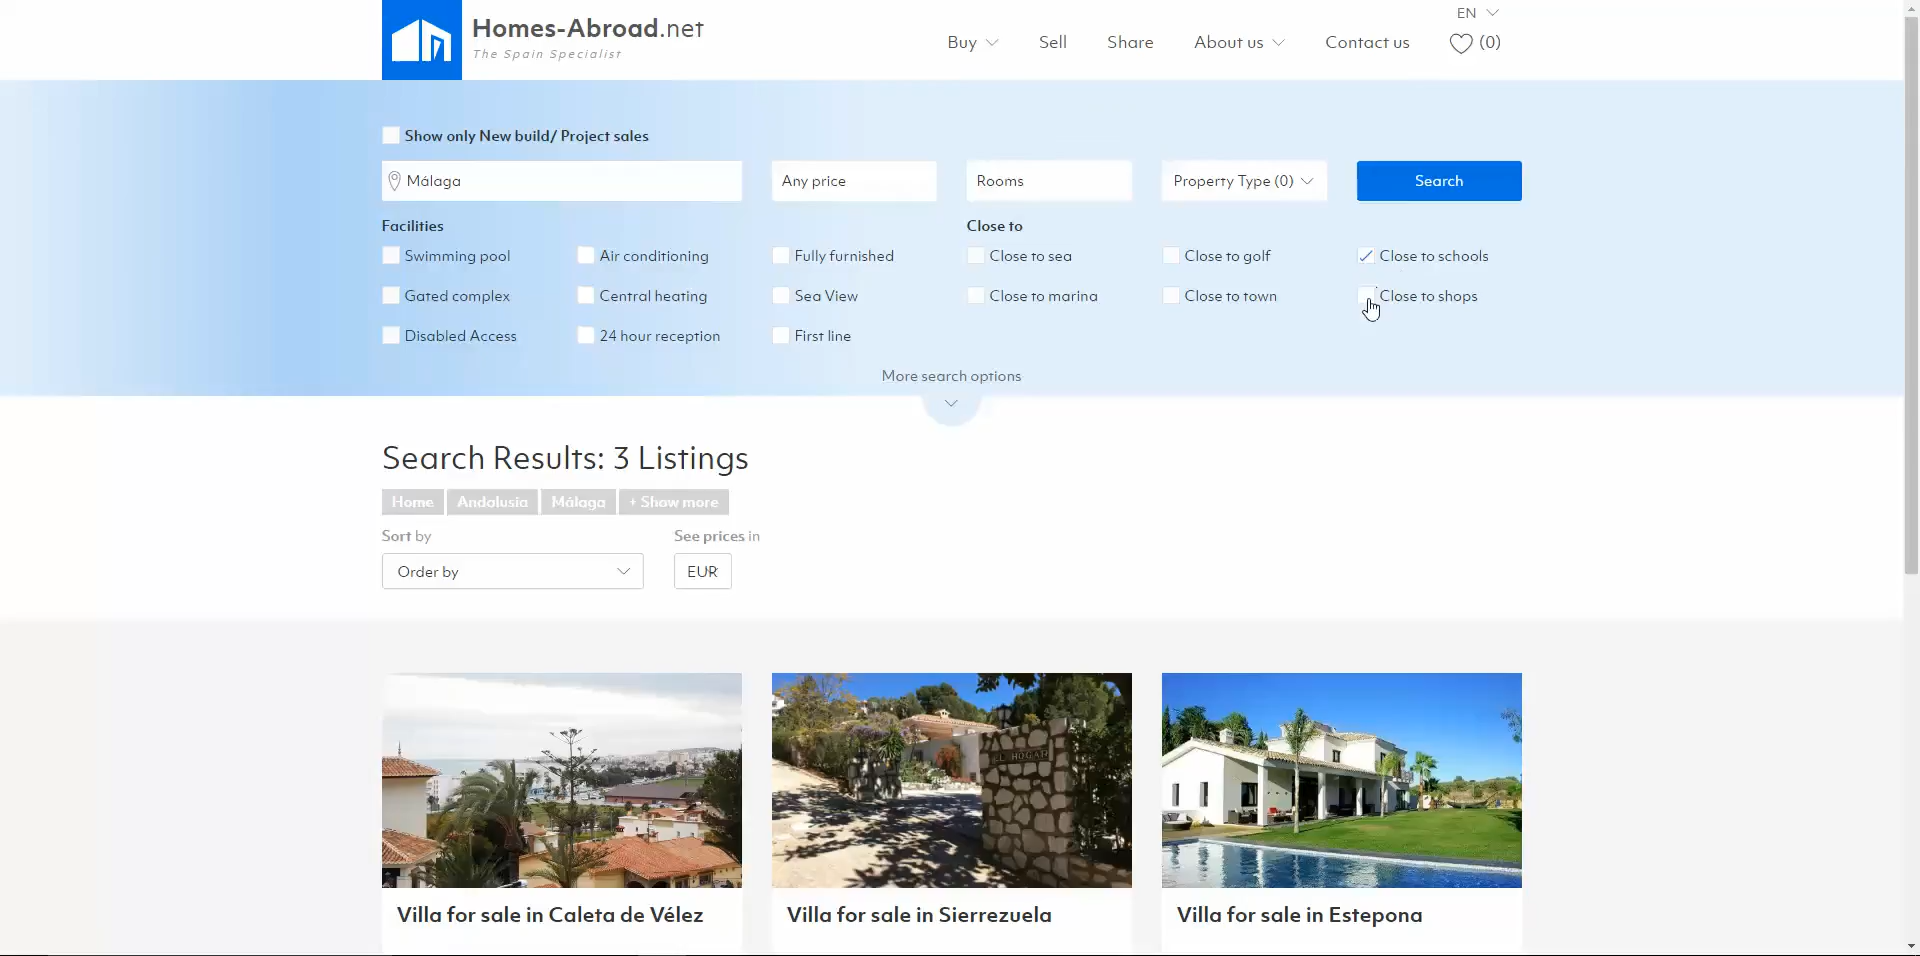 Homes-Abroad.net
The Spain Specialist
EN
Buy
Sell
Share
About us
Contact us
(0)
Show only New build/ Project sales
Málaga
Any price
Rooms
Property Type (0)
Search
Facilities
Close to
Swimming pool
Air conditioning
Fully furnished
Close to sea
Close to golf
Close to schools
Gated complex
Central heating
Sea View
Close to marina
Close to town
Close to shops
Disabled Access
24 hour reception
First line
More search options
Search Results: 3 Listings
Home
Andalusia
Málaga
+ Show more
Sort by
See prices in
Order by
EUR
EL HOGAR
Villa for sale in Caleta de Vélez
Villa for sale in Sierrezuela
Villa for sale in Estepona